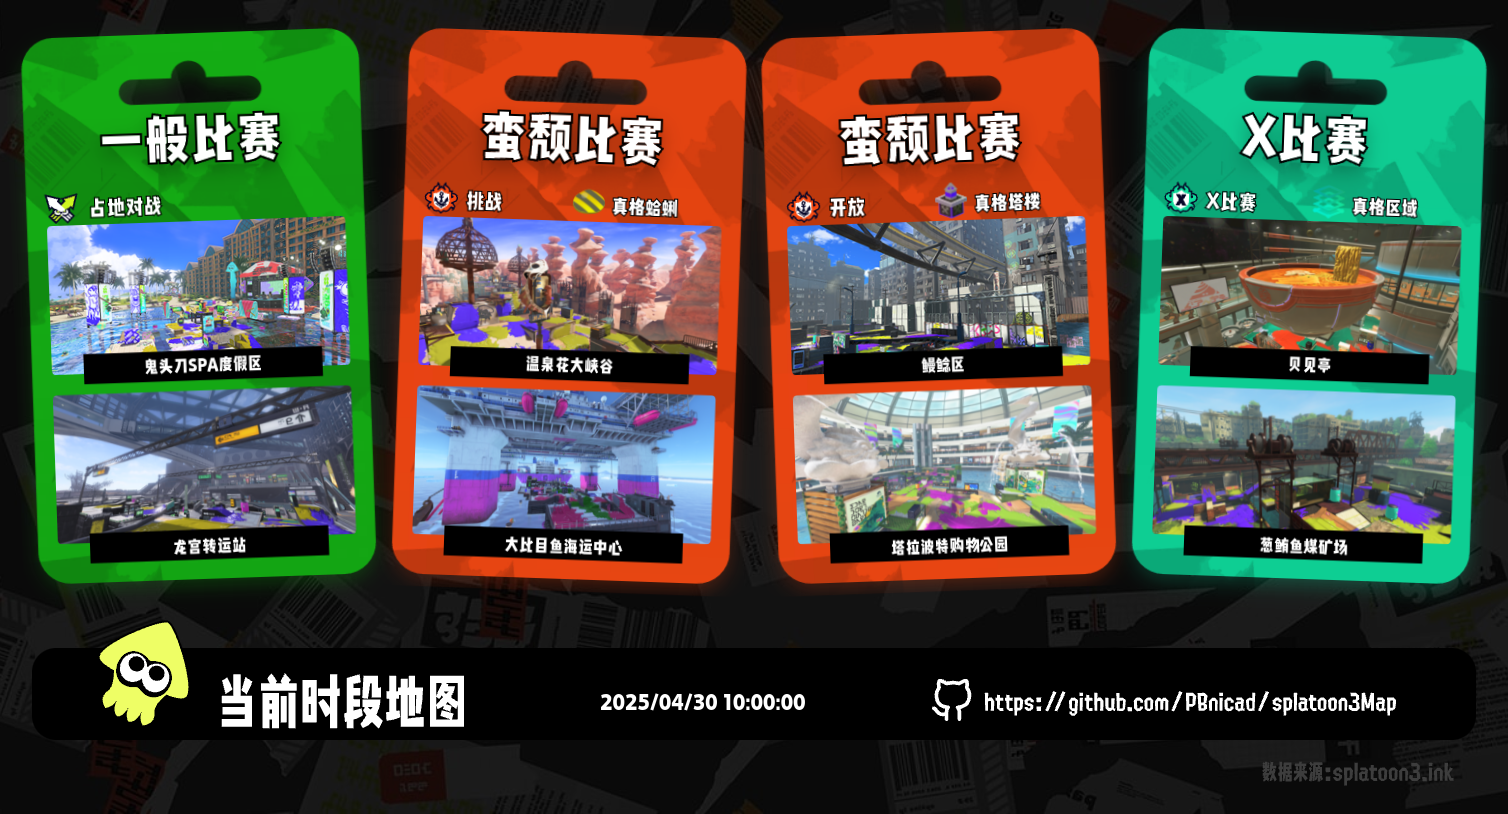 一般比赛
占地对战
鬼头刀SPA度假区
龙宫转运站
蛮颓比赛
挑战
真格蛤蜊
温泉花大峡谷
大比目鱼海运中心
蛮颓比赛
开放
真格塔楼
鳗鲶区
塔拉波特购物公园
X比赛
X比赛
真格区域
贝见亭
葱鲔鱼煤矿场
当前时段地图
2025/04/30 10:00:00
https://github.com/PBnicad/splatoon3Map
数据来源:splatoon3.ink